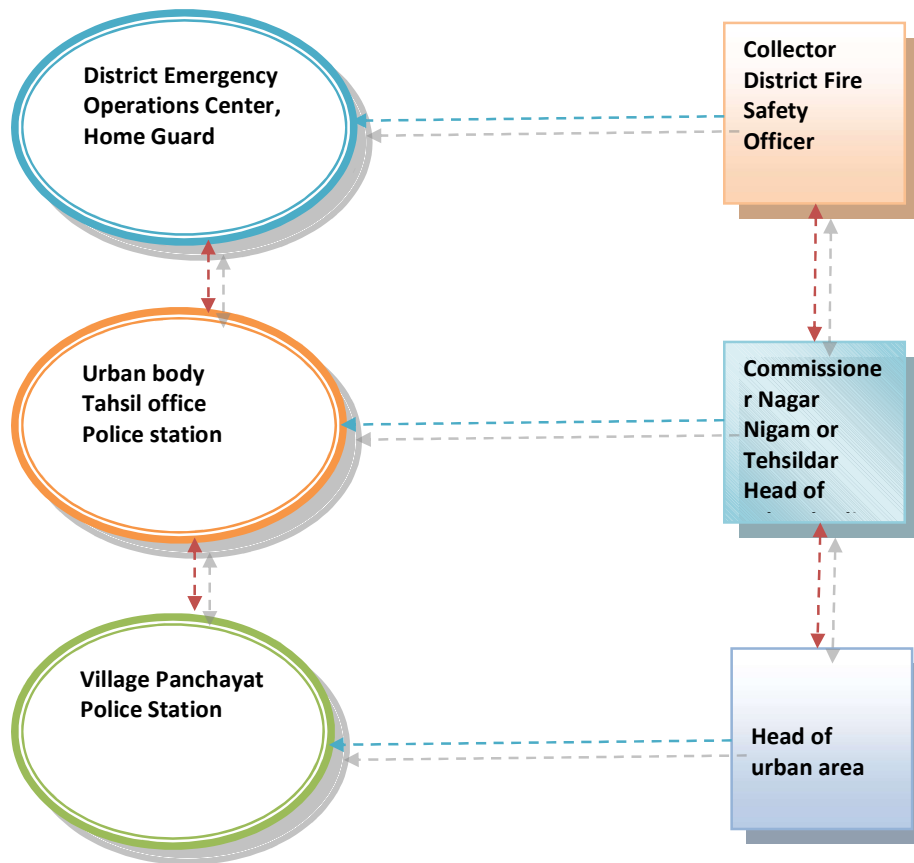 District Emergency
Operations Center,
Home Guard
Collector
District Fire
Safety
Officer
Urban body
Tahsil office
Police station
Commissione
r Nagar
Nigam or
Tehsildar
Head of
Village Panchayat
Police Station
Head of
urban area